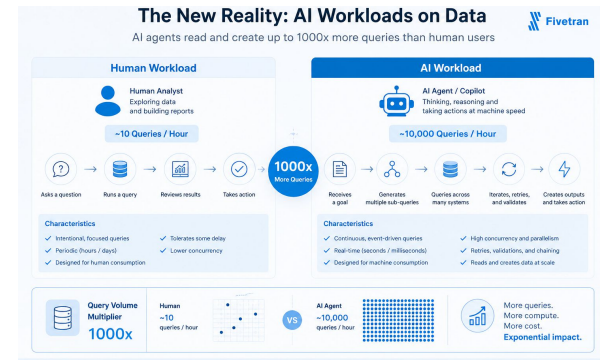 The New Reality: AI Workloads on Data
Fivetran
AI agents read and create up to 1000x more queries than human users
Human Workload
Human Analyst
Exploring data
and building reports
~10 Queries / Hour
Asks a question
Runs a query
Reviews results
Takes action
Characteristics
Intentional, focused queries
Periodic (hours / days)
Designed for human consumption
Tolerates some delay
Lower concurrency
1000x
More Queries
AI Workload
AI Agent / Copilot
Thinking, reasoning and
taking actions at machine speed
~10,000 Queries / Hour
Receives
a goal
Generates
multiple sub-queries
Queries across
many systems
Iterates, retries,
and validates
Creates outputs
and takes action
Characteristics
Continuous, event-driven queries
Real-time (seconds / milliseconds)
Designed for machine consumption
High concurrency and parallelism
Retries, validations, and chaining
Reads and creates data at scale
Query Volume
Multiplier
1000x
Human
~10
queries / hour
VS
AI Agent
~10,000
queries / hour
More queries.
More compute.
More cost.
Exponential impact.